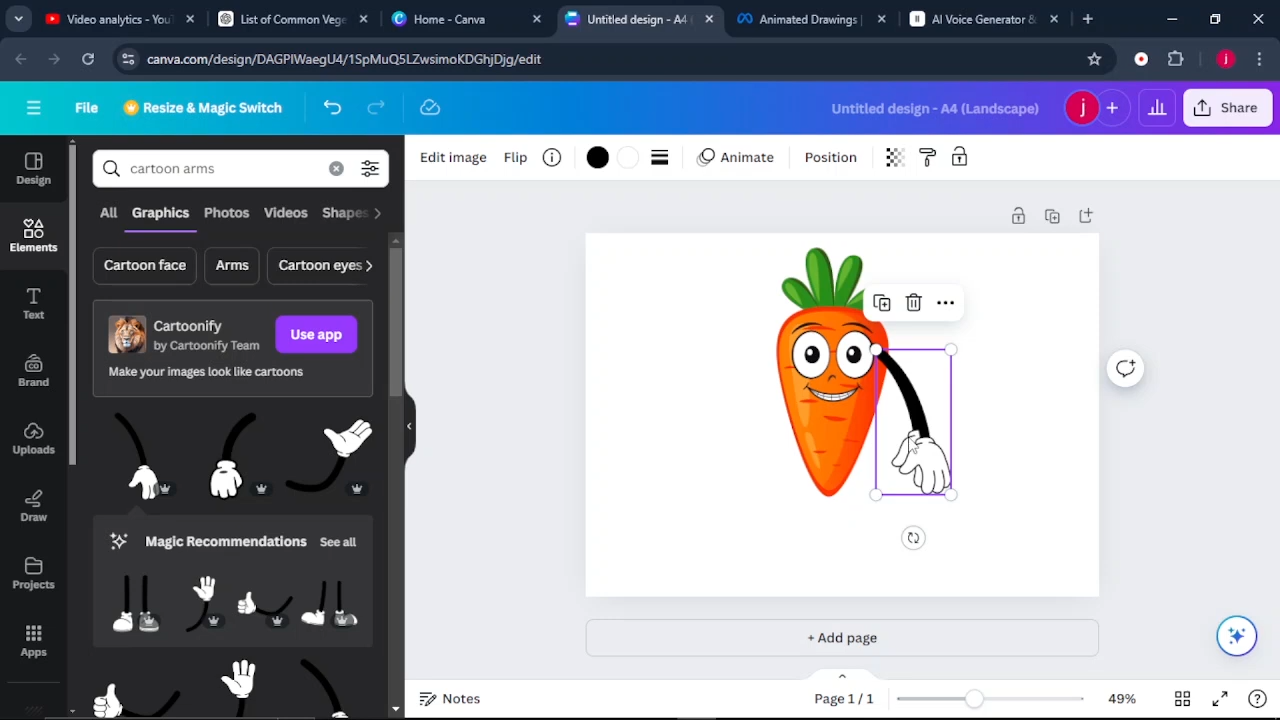 Video analytics - YouT
List of Common Vege
Home - Canva
Untitled design - A4 (
Animated Drawings |
AI Voice Generator &
canva.com/design/DAGPIWaegU4/1SpMuQ5LZwsimoKDGhjDjg/edit
j
File
Resize & Magic Switch
Untitled design - A4 (Landscape)
j
Share
Design
Elements
Text
Brand
Uploads
Draw
Projects
Apps
cartoon arms
All
Graphics
Photos
Videos
Shapes
Cartoon face
Arms
Cartoon eyes
Cartoonify
by Cartoonify Team
Use app
Make your images look like cartoons
Magic Recommendations
See all
Edit image
Flip
Animate
Position
+ Add page
Notes
Page 1 / 1
49%